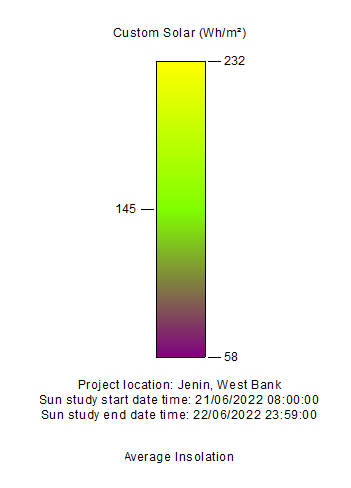 Custom Solar (Wh/m²)
232
145
58
Project location: Jenin, West Bank
Sun study start date time: 21/06/2022 08:00:00
Sun study end date time: 22/06/2022 23:59:00
Average Insolation